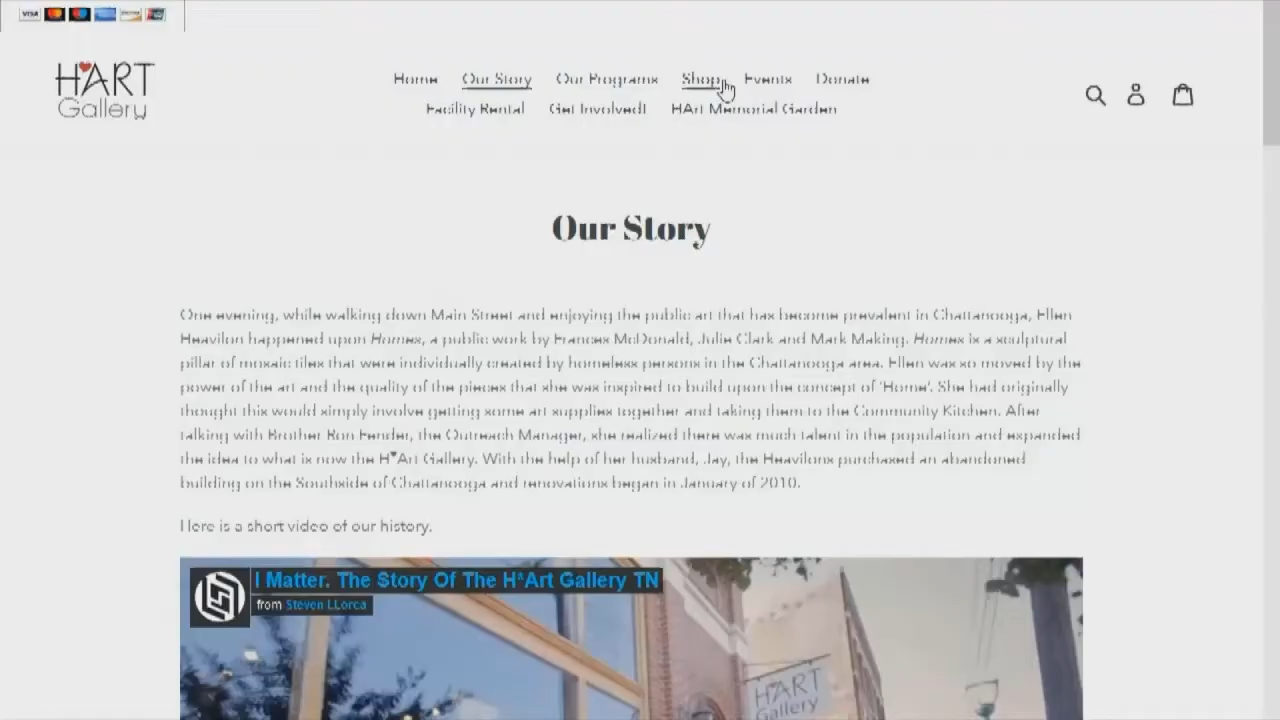 VISA
HART
Gallery
Home Our Story Our Programs Shop Events Donate
Facility Rental Get Involved! HArt Memorial Garden
Our Story
One evening, while walking down Main Street and enjoying the public art that has become prevalent in Chattanooga, Ellen
Heavilon happened upon Homes, a public work by Frances McDonald, Julie Clark and Mark Making. Homes is a sculptural
pillar of mosaic tiles that were individually created by homeless persons in the Chattanooga area. Ellen was so moved by the
power of the art and the quality of the pieces that she was inspired to build upon the concept of 'Home'. She had originally
thought this would simply involve getting some art supplies together and taking them to the Community Kitchen. After
talking with Brother Ron Fender, the Outreach Manager, she realized there was much talent in the population and expanded
the idea to what is now the H♥Art Gallery. With the help of her husband, Jay, the Heavilons purchased an abandoned
building on the Southside of Chattanooga and renovations began in January of 2010.
Here is a short video of our history.
I Matter. The Story Of The H*Art Gallery TN
from Steven LLorca
HART
Gallery